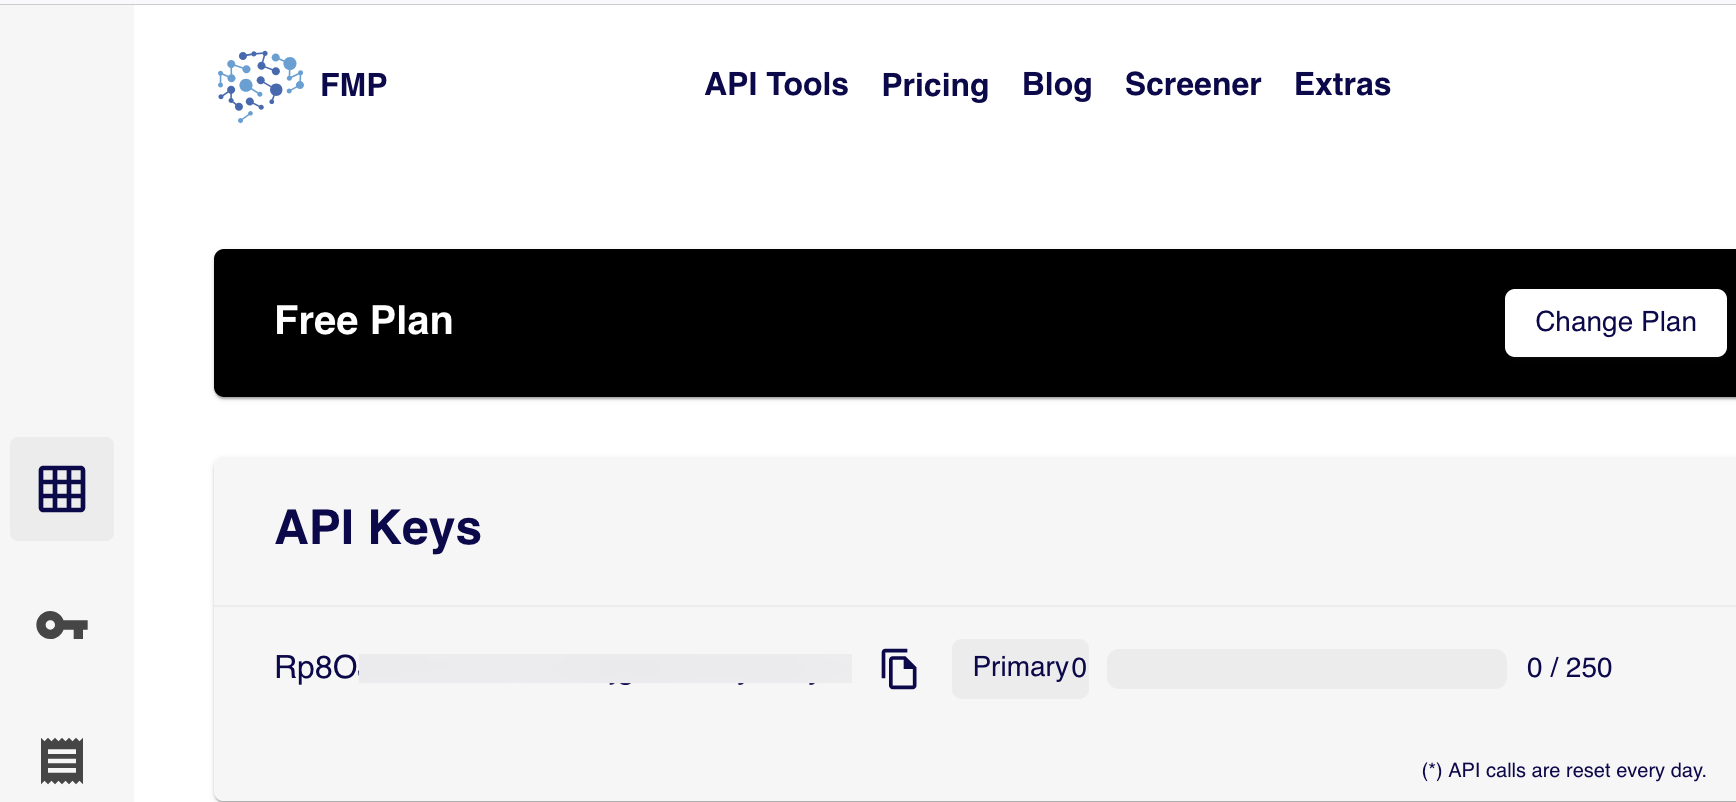 FMP
API Tools Pricing Blog Screener Extras
Free Plan
Change Plan
API Keys
Rp8O Primary 0 0 / 250
(*) API calls are reset every day.